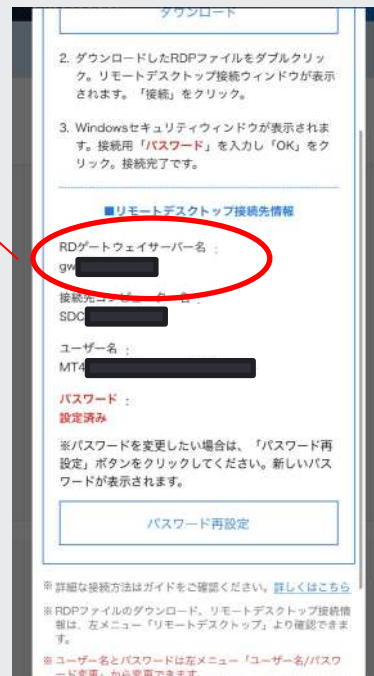 ダウンロード
2. ダウンロードしたRDPファイルをダブルクリッ
ク。リモートデスクトップ接続ウィンドウが表示
されます。「接続」をクリック。
3. Windowsセキュリティウィンドウが表示されま
す。接続用「パスワード」を入力し「OK」をク
リック。接続完了です。
■リモートデスクトップ接続先情報
RDゲートウェイサーバー名 :
gw
接続先コンピューター名 :
SDC
ユーザー名 :
MT4
パスワード :
設定済み
※パスワードを変更したい場合は、「パスワード再
設定」ボタンをクリックしてください。新しいパス
ワードが表示されます。
パスワード再設定
※ 詳細な接続方法はガイドをご確認ください。詳しくはこちら
※ RDPファイルのダウンロード、リモートデスクトップ接続情
報は、左メニュー「リモートデスクトップ」より確認できま
す。
※ ユーザー名とパスワードは左メニュー「ユーザー名/パスワ
ード変更」から変更できます。